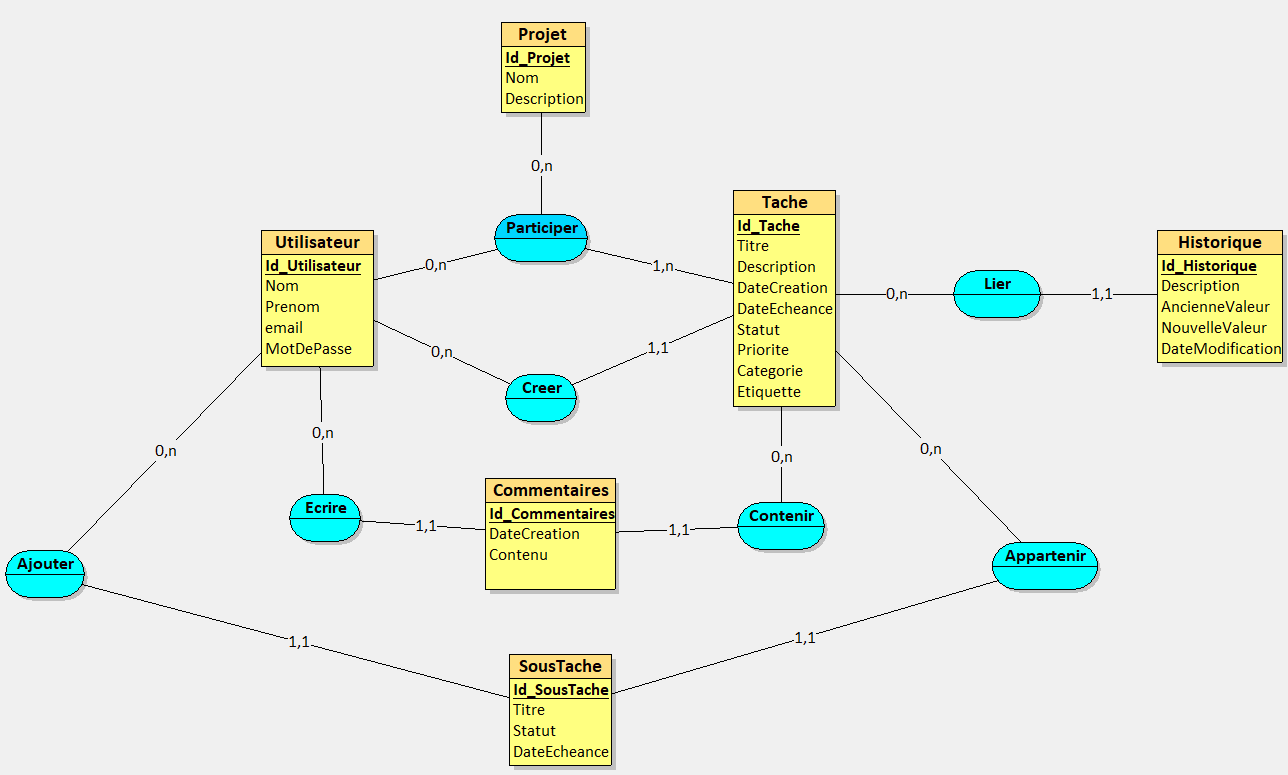 Projet
Id_Projet
Nom
Description
0,n
Participer
0,n
1,n
Utilisateur
Id_Utilisateur
Nom
Prenom
email
MotDePasse
Tache
Id_Tache
Titre
Description
DateCreation
DateEcheance
Statut
Priorite
Categorie
Etiquette
0,n
Lier
1,1
Historique
Id_Historique
Description
AncienneValeur
NouvelleValeur
DateModification
0,n
Creer
1,1
0,n
0,n
0,n
0,n
Ecrire
1,1
Commentaires
Id_Commentaires
DateCreation
Contenu
1,1
Contenir
Ajouter
Appartenir
1,1
1,1
SousTache
Id_SousTache
Titre
Statut
DateEcheance